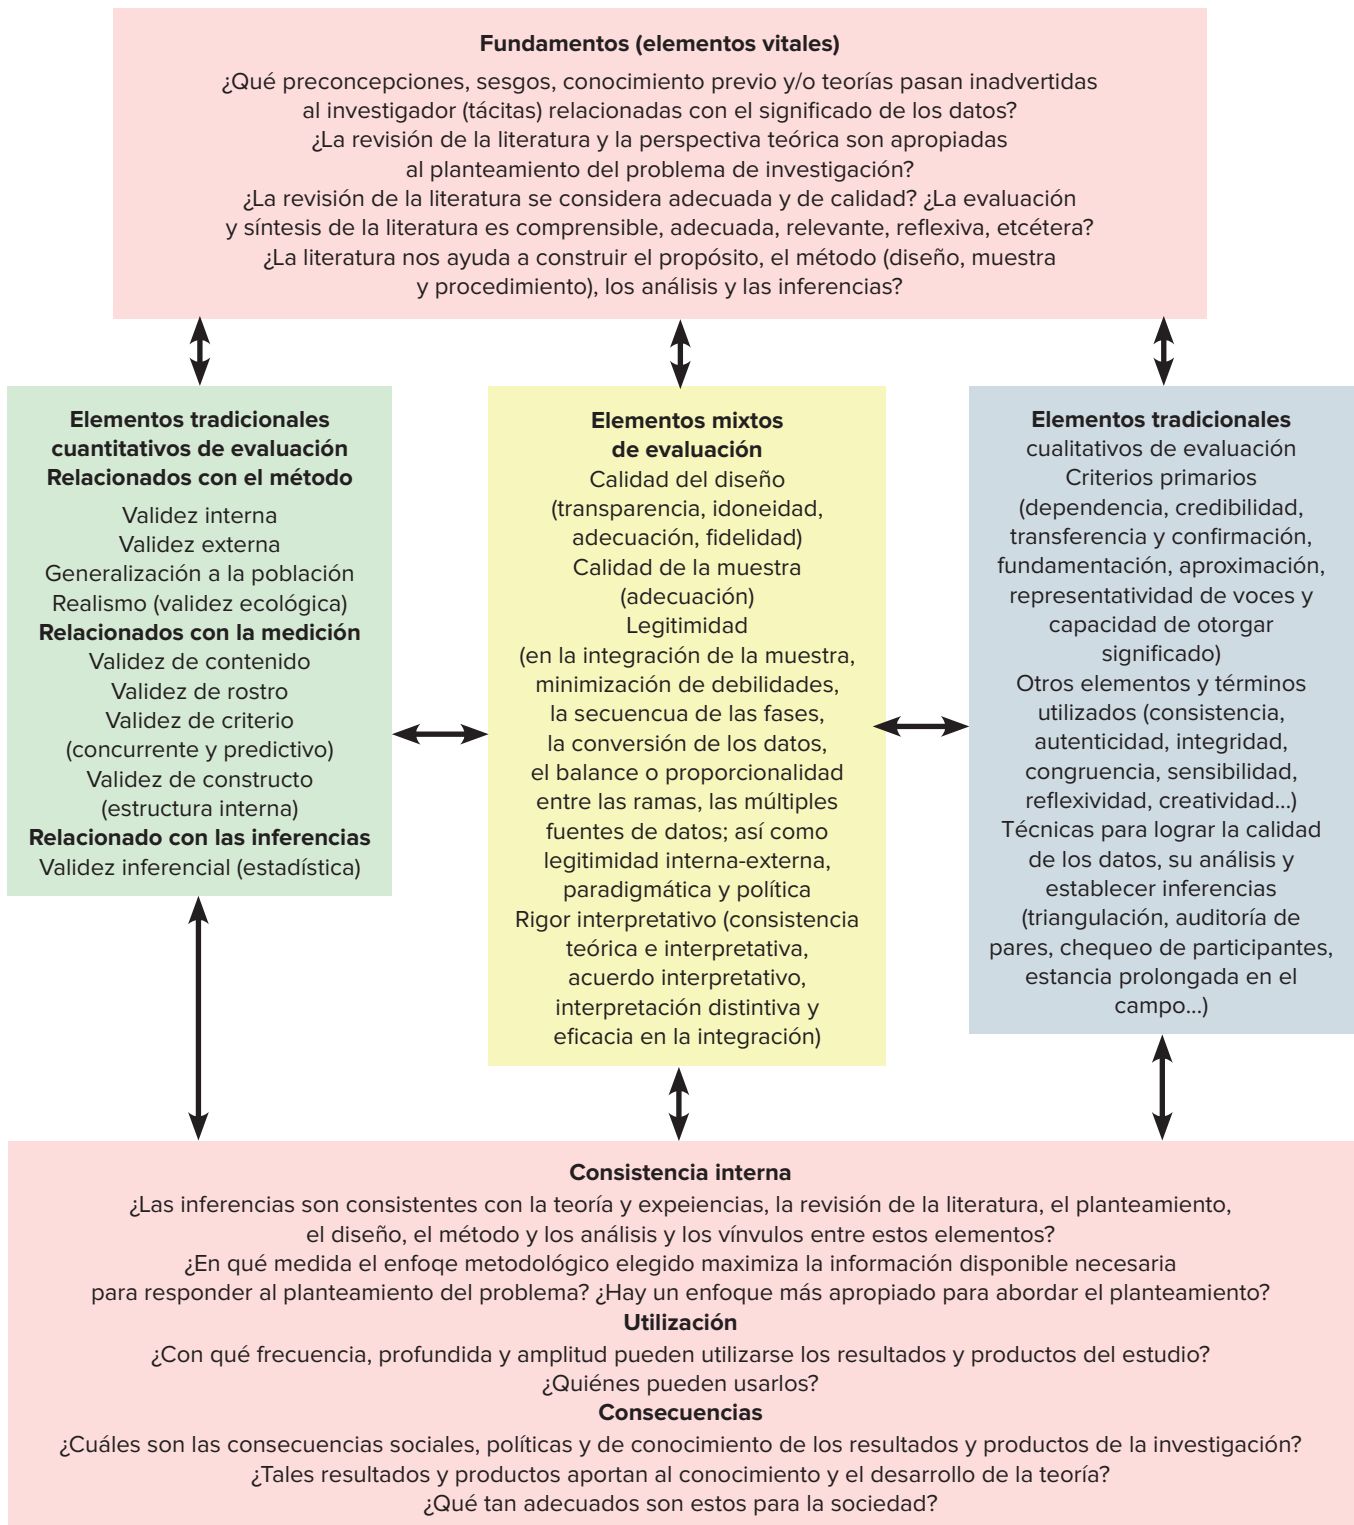 Fundamentos (elementos vitales)
¿Qué preconcepciones, sesgos, conocimiento previo y/o teorías pasan inadvertidas
al investigador (tácitas) relacionadas con el significado de los datos?
¿La revisión de la literatura y la perspectiva teórica son apropiadas
al planteamiento del problema de investigación?
¿La revisión de la literatura se considera adecuada y de calidad? ¿La evaluación
y síntesis de la literatura es comprensible, adecuada, relevante, reflexiva, etcétera?
¿La literatura nos ayuda a construir el propósito, el método (diseño, muestra
y procedimiento), los análisis y las inferencias?
Elementos tradicionales
cuantitativos de evaluación
Relacionados con el método
Validez interna
Validez externa
Generalización a la población
Realismo (validez ecológica)
Relacionados con la medición
Validez de contenido
Validez de rostro
Validez de criterio
(concurrente y predictivo)
Validez de constructo
(estructura interna)
Relacionado con las inferencias
Validez inferencial (estadística)
Elementos mixtos
de evaluación
Calidad del diseño
(transparencia, idoneidad,
adecuación, fidelidad)
Calidad de la muestra
(adecuación)
Legitimidad
(en la integración de la muestra,
minimización de debilidades,
la secuencua de las fases,
la conversión de los datos,
el balance o proporcionalidad
entre las ramas, las múltiples
fuentes de datos; así como
legitimidad interna-externa,
paradigmática y política
Rigor interpretativo (consistencia
teórica e interpretativa,
acuerdo interpretativo,
interpretación distintiva y
eficacia en la integración)
Elementos tradicionales
cualitativos de evaluación
Criterios primarios
(dependencia, credibilidad,
transferencia y confirmación,
fundamentación, aproximación,
representatividad de voces y
capacidad de otorgar
significado)
Otros elementos y términos
utilizados (consistencia,
autenticidad, integridad,
congruencia, sensibilidad,
reflexividad, creatividad...)
Técnicas para lograr la calidad
de los datos, su análisis y
establecer inferencias
(triangulación, auditoría de
pares, chequeo de participantes,
estancia prolongada en el
campo...)
Consistencia interna
¿Las inferencias son consistentes con la teoría y expeiencias, la revisión de la literatura, el planteamiento,
el diseño, el método y los análisis y los vínvulos entre estos elementos?
¿En qué medida el enfoqe metodológico elegido maximiza la información disponible necesaria
para responder al planteamiento del problema? ¿Hay un enfoque más apropiado para abordar el planteamiento?
Utilización
¿Con qué frecuencia, profundida y amplitud pueden utilizarse los resultados y productos del estudio?
¿Quiénes pueden usarlos?
Consecuencias
¿Cuáles son las consecuencias sociales, políticas y de conocimiento de los resultados y productos de la investigación?
¿Tales resultados y productos aportan al conocimiento y el desarrollo de la teoría?
¿Qué tan adecuados son estos para la sociedad?